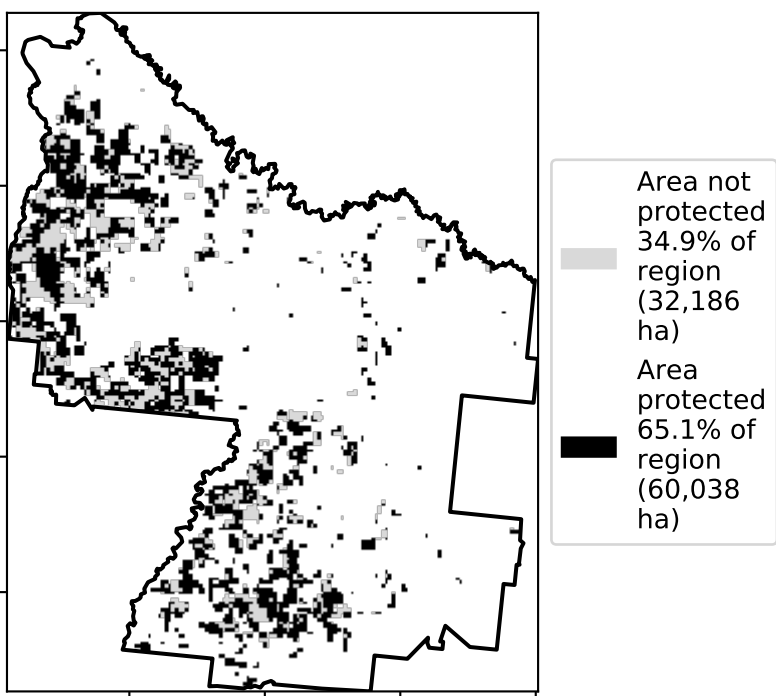 Area not
protected
34.9% of
region
(32,186
ha)
Area
protected
65.1% of
region
(60,038
ha)